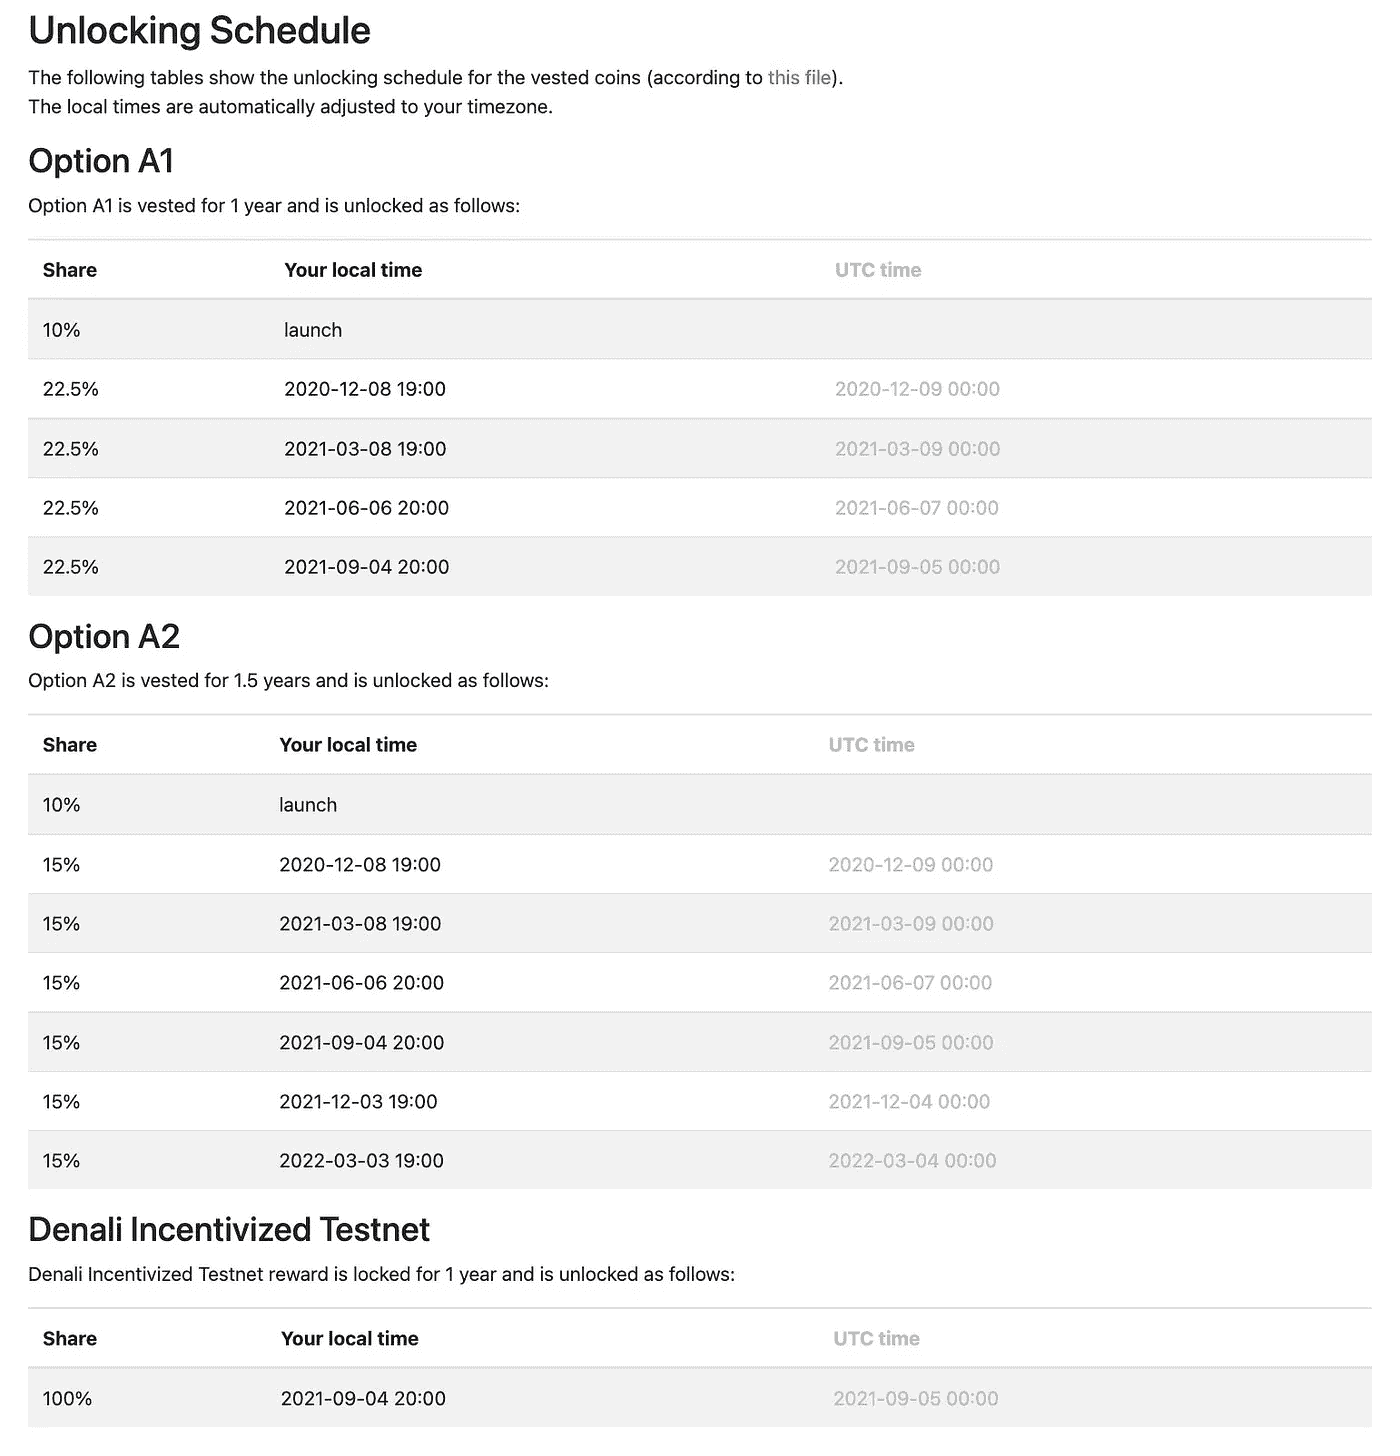 Unlocking Schedule
The following tables show the unlocking schedule for the vested coins (according to this file).
The local times are automatically adjusted to your timezone.
Option A1
Option A1 is vested for 1 year and is unlocked as follows:
Share Your local time UTC time
10% launch
22.5% 2020-12-08 19:00 2020-12-09 00:00
22.5% 2021-03-08 19:00 2021-03-09 00:00
22.5% 2021-06-06 20:00 2021-06-07 00:00
22.5% 2021-09-04 20:00 2021-09-05 00:00
Option A2
Option A2 is vested for 1.5 years and is unlocked as follows:
Share Your local time UTC time
10% launch
15% 2020-12-08 19:00 2020-12-09 00:00
15% 2021-03-08 19:00 2021-03-09 00:00
15% 2021-06-06 20:00 2021-06-07 00:00
15% 2021-09-04 20:00 2021-09-05 00:00
15% 2021-12-03 19:00 2021-12-04 00:00
15% 2022-03-03 19:00 2022-03-04 00:00
Denali Incentivized Testnet
Denali Incentivized Testnet reward is locked for 1 year and is unlocked as follows:
Share Your local time UTC time
100% 2021-09-04 20:00 2021-09-05 00:00